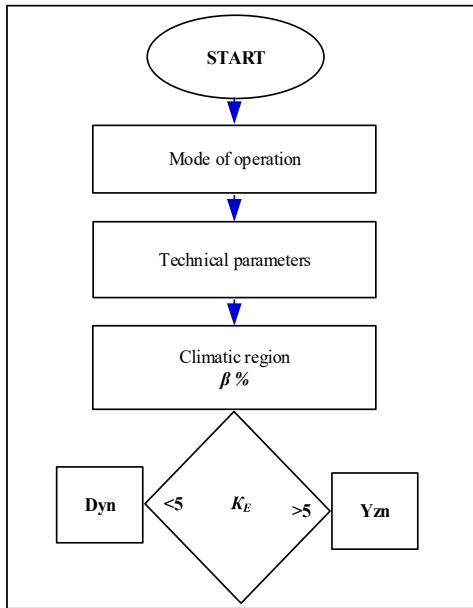 START
Mode of operation
Technical parameters
Climatic region
β %
Dyn <5 K_E >5 Yzn